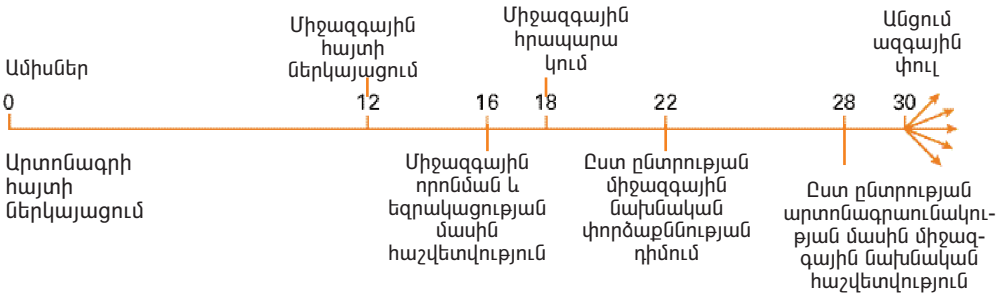 Ամիսներ
Միջազգային
հայտի
ներկայացում
Միջազգային
հրապարա
կում
Անցում
ազգային
փուլ
0
12
16
18
22
28
30
Արտոնագրի
հայտի
ներկայացում
Միջազգային
որոնման և
եզրակացության
մասին
հաշվետվություն
Ըստ ընտրության
միջազգային
նախնական
փորձաքննության
դիմում
Ըստ ընտրության
արտոնագրաունակու-
թյան մասին միջազ-
գային նախնական
հաշվետվություն